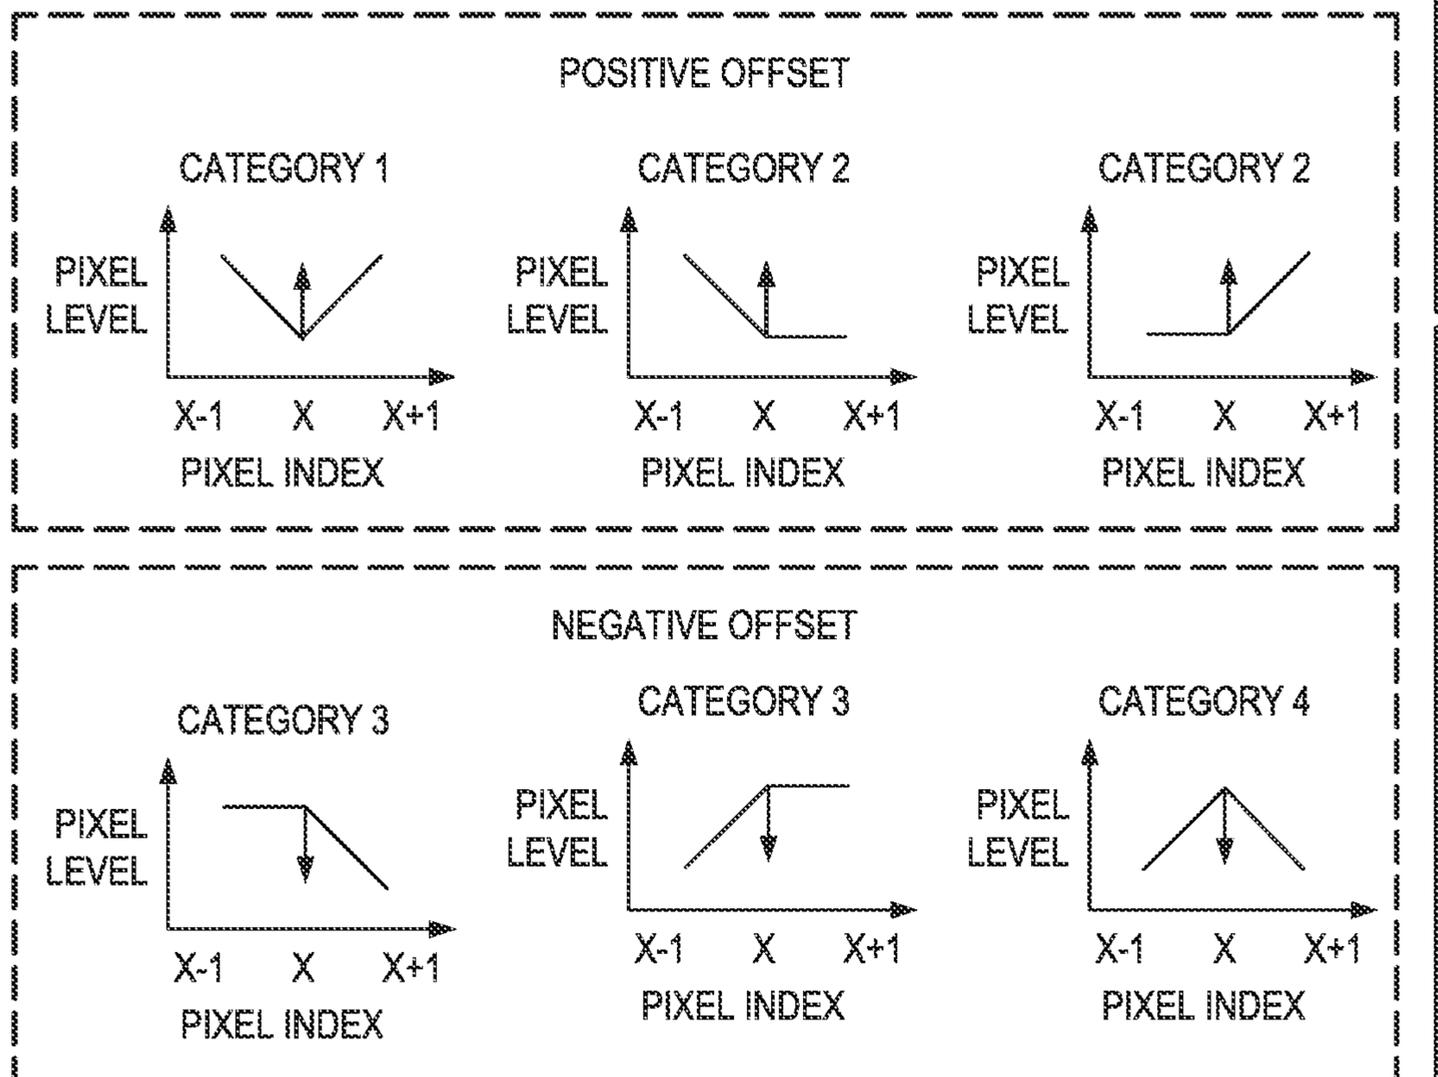 POSITIVE OFFSET
CATEGORY 1
PIXEL
LEVEL
X-1 X X+1
PIXEL INDEX
CATEGORY 2
PIXEL
LEVEL
X-1 X X+1
PIXEL INDEX
CATEGORY 2
PIXEL
LEVEL
X-1 X X+1
PIXEL INDEX
NEGATIVE OFFSET
CATEGORY 3
PIXEL
LEVEL
X-1 X X+1
PIXEL INDEX
CATEGORY 3
PIXEL
LEVEL
X-1 X X+1
PIXEL INDEX
CATEGORY 4
PIXEL
LEVEL
X-1 X X+1
PIXEL INDEX